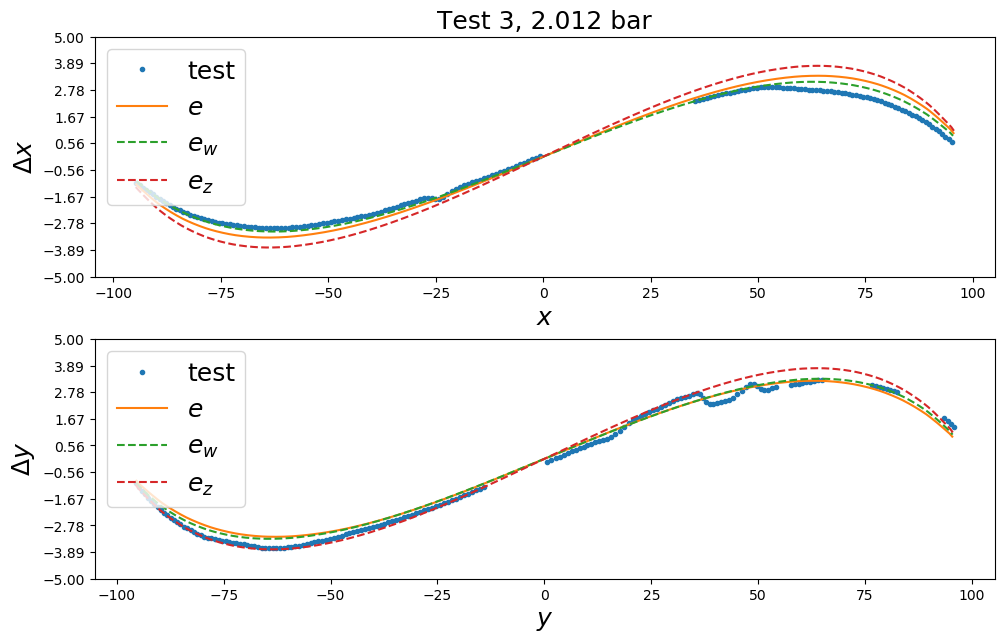 Test 3, 2.012 bar
5.00
3.89
2.78
1.67
0.56
−0.56
−1.67
−2.78
−3.89
−5.00
Δx
test
e
e_w
e_z
−100 −75 −50 −25 0 25 50 75 100
x
5.00
3.89
2.78
1.67
0.56
−0.56
−1.67
−2.78
−3.89
−5.00
Δy
test
e
e_w
e_z
−100 −75 −50 −25 0 25 50 75 100
y